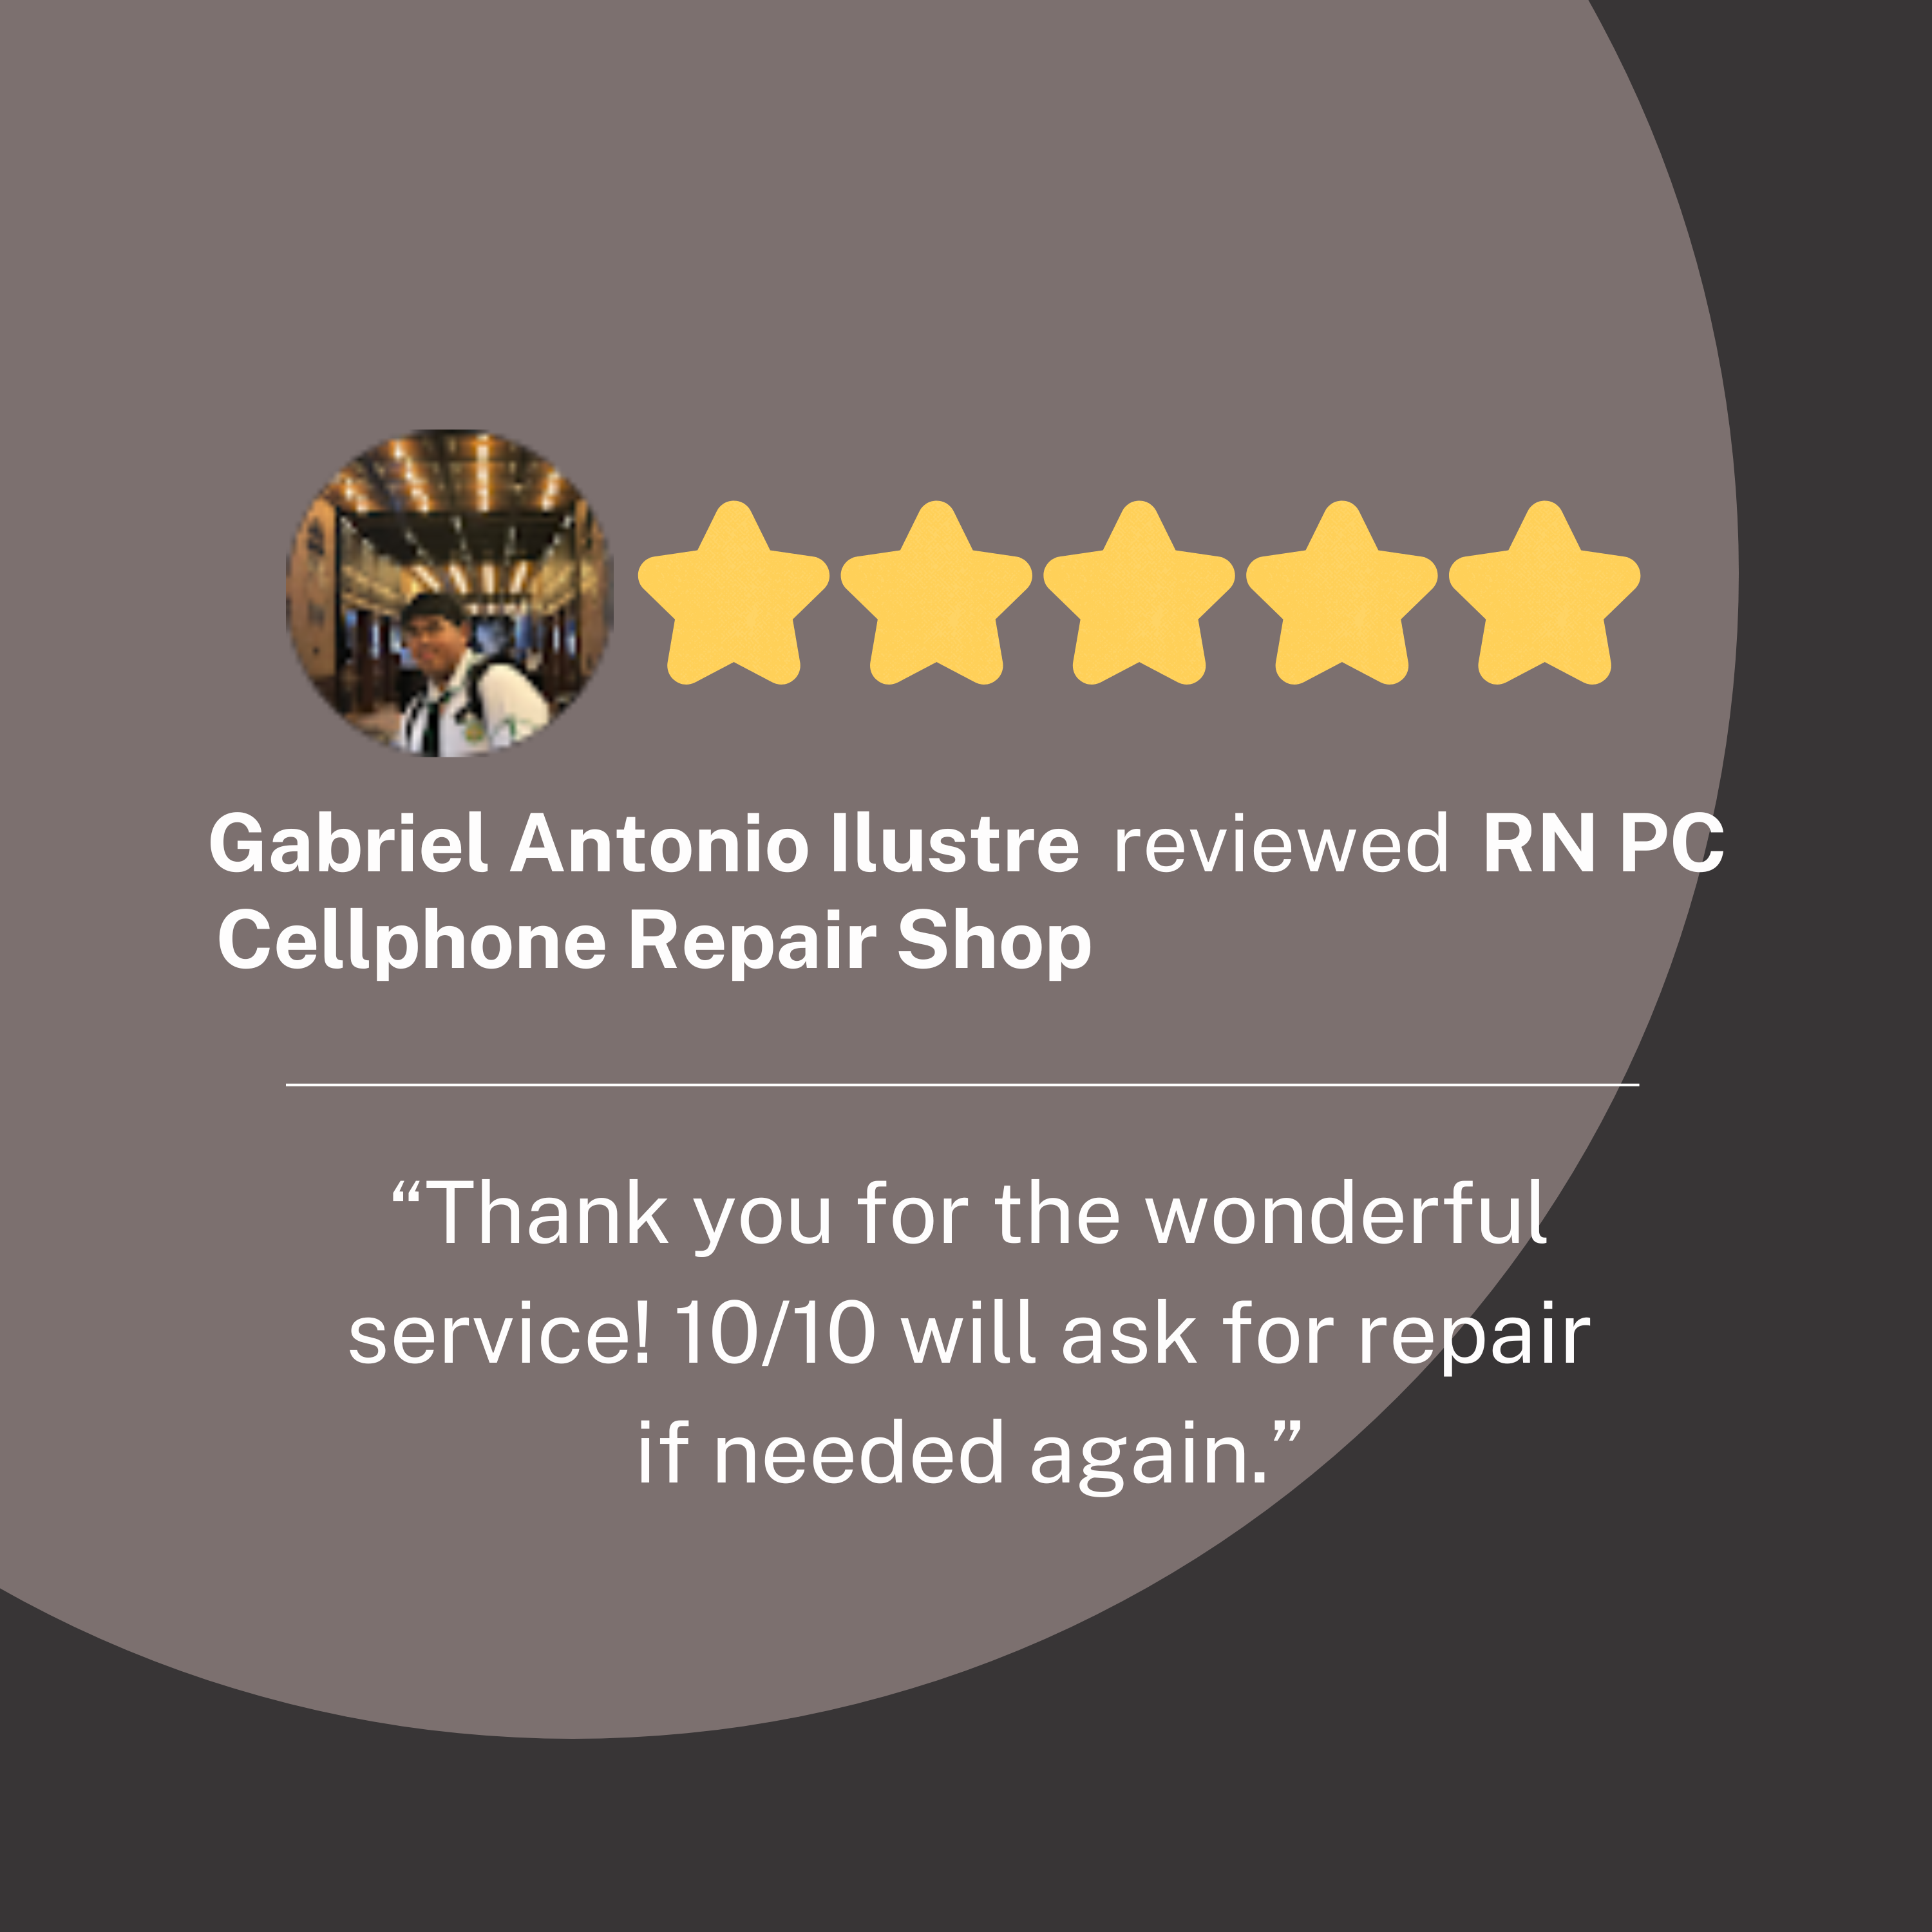 Gabriel Antonio Ilustre reviewed RN PC
Cellphone Repair Shop
“Thank you for the wonderful
service! 10/10 will ask for repair
if needed again.”